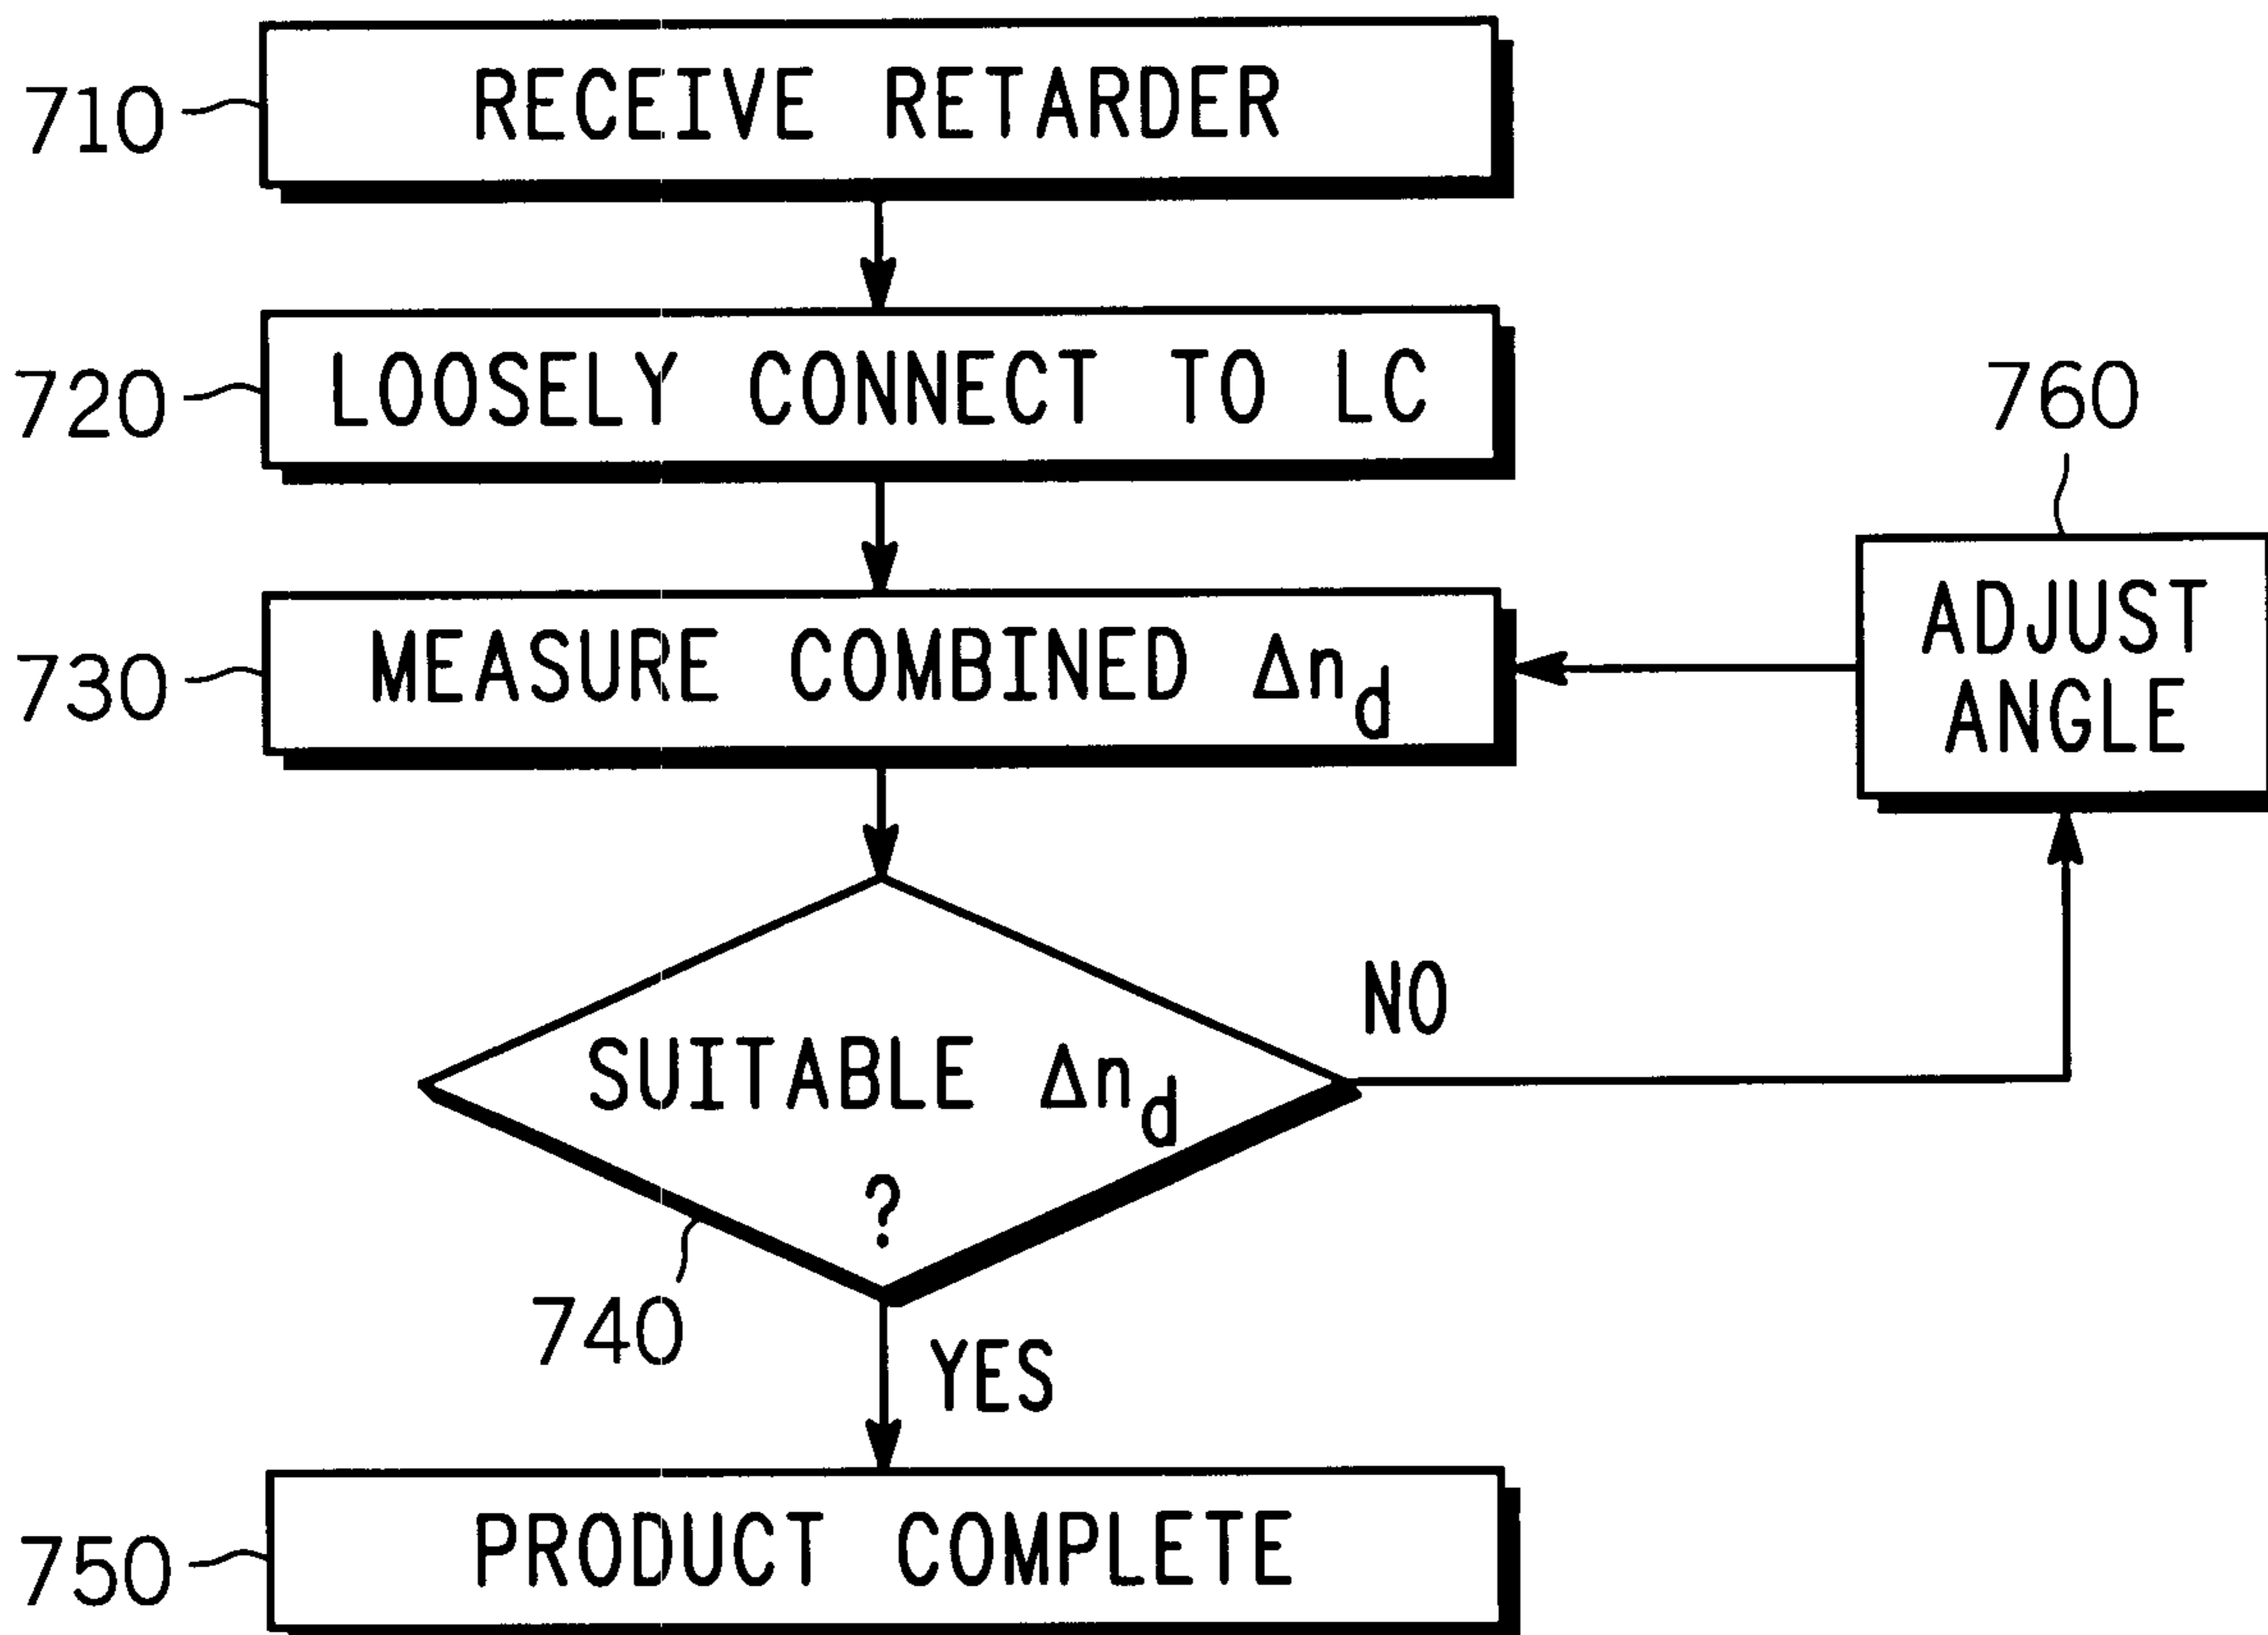 710
RECEIVE RETARDER
720
LOOSELY CONNECT TO LC
760
730
MEASURE COMBINED Δn_d
ADJUST
ANGLE
NO
SUITABLE Δn_d
?
740
YES
750
PRODUCT COMPLETE